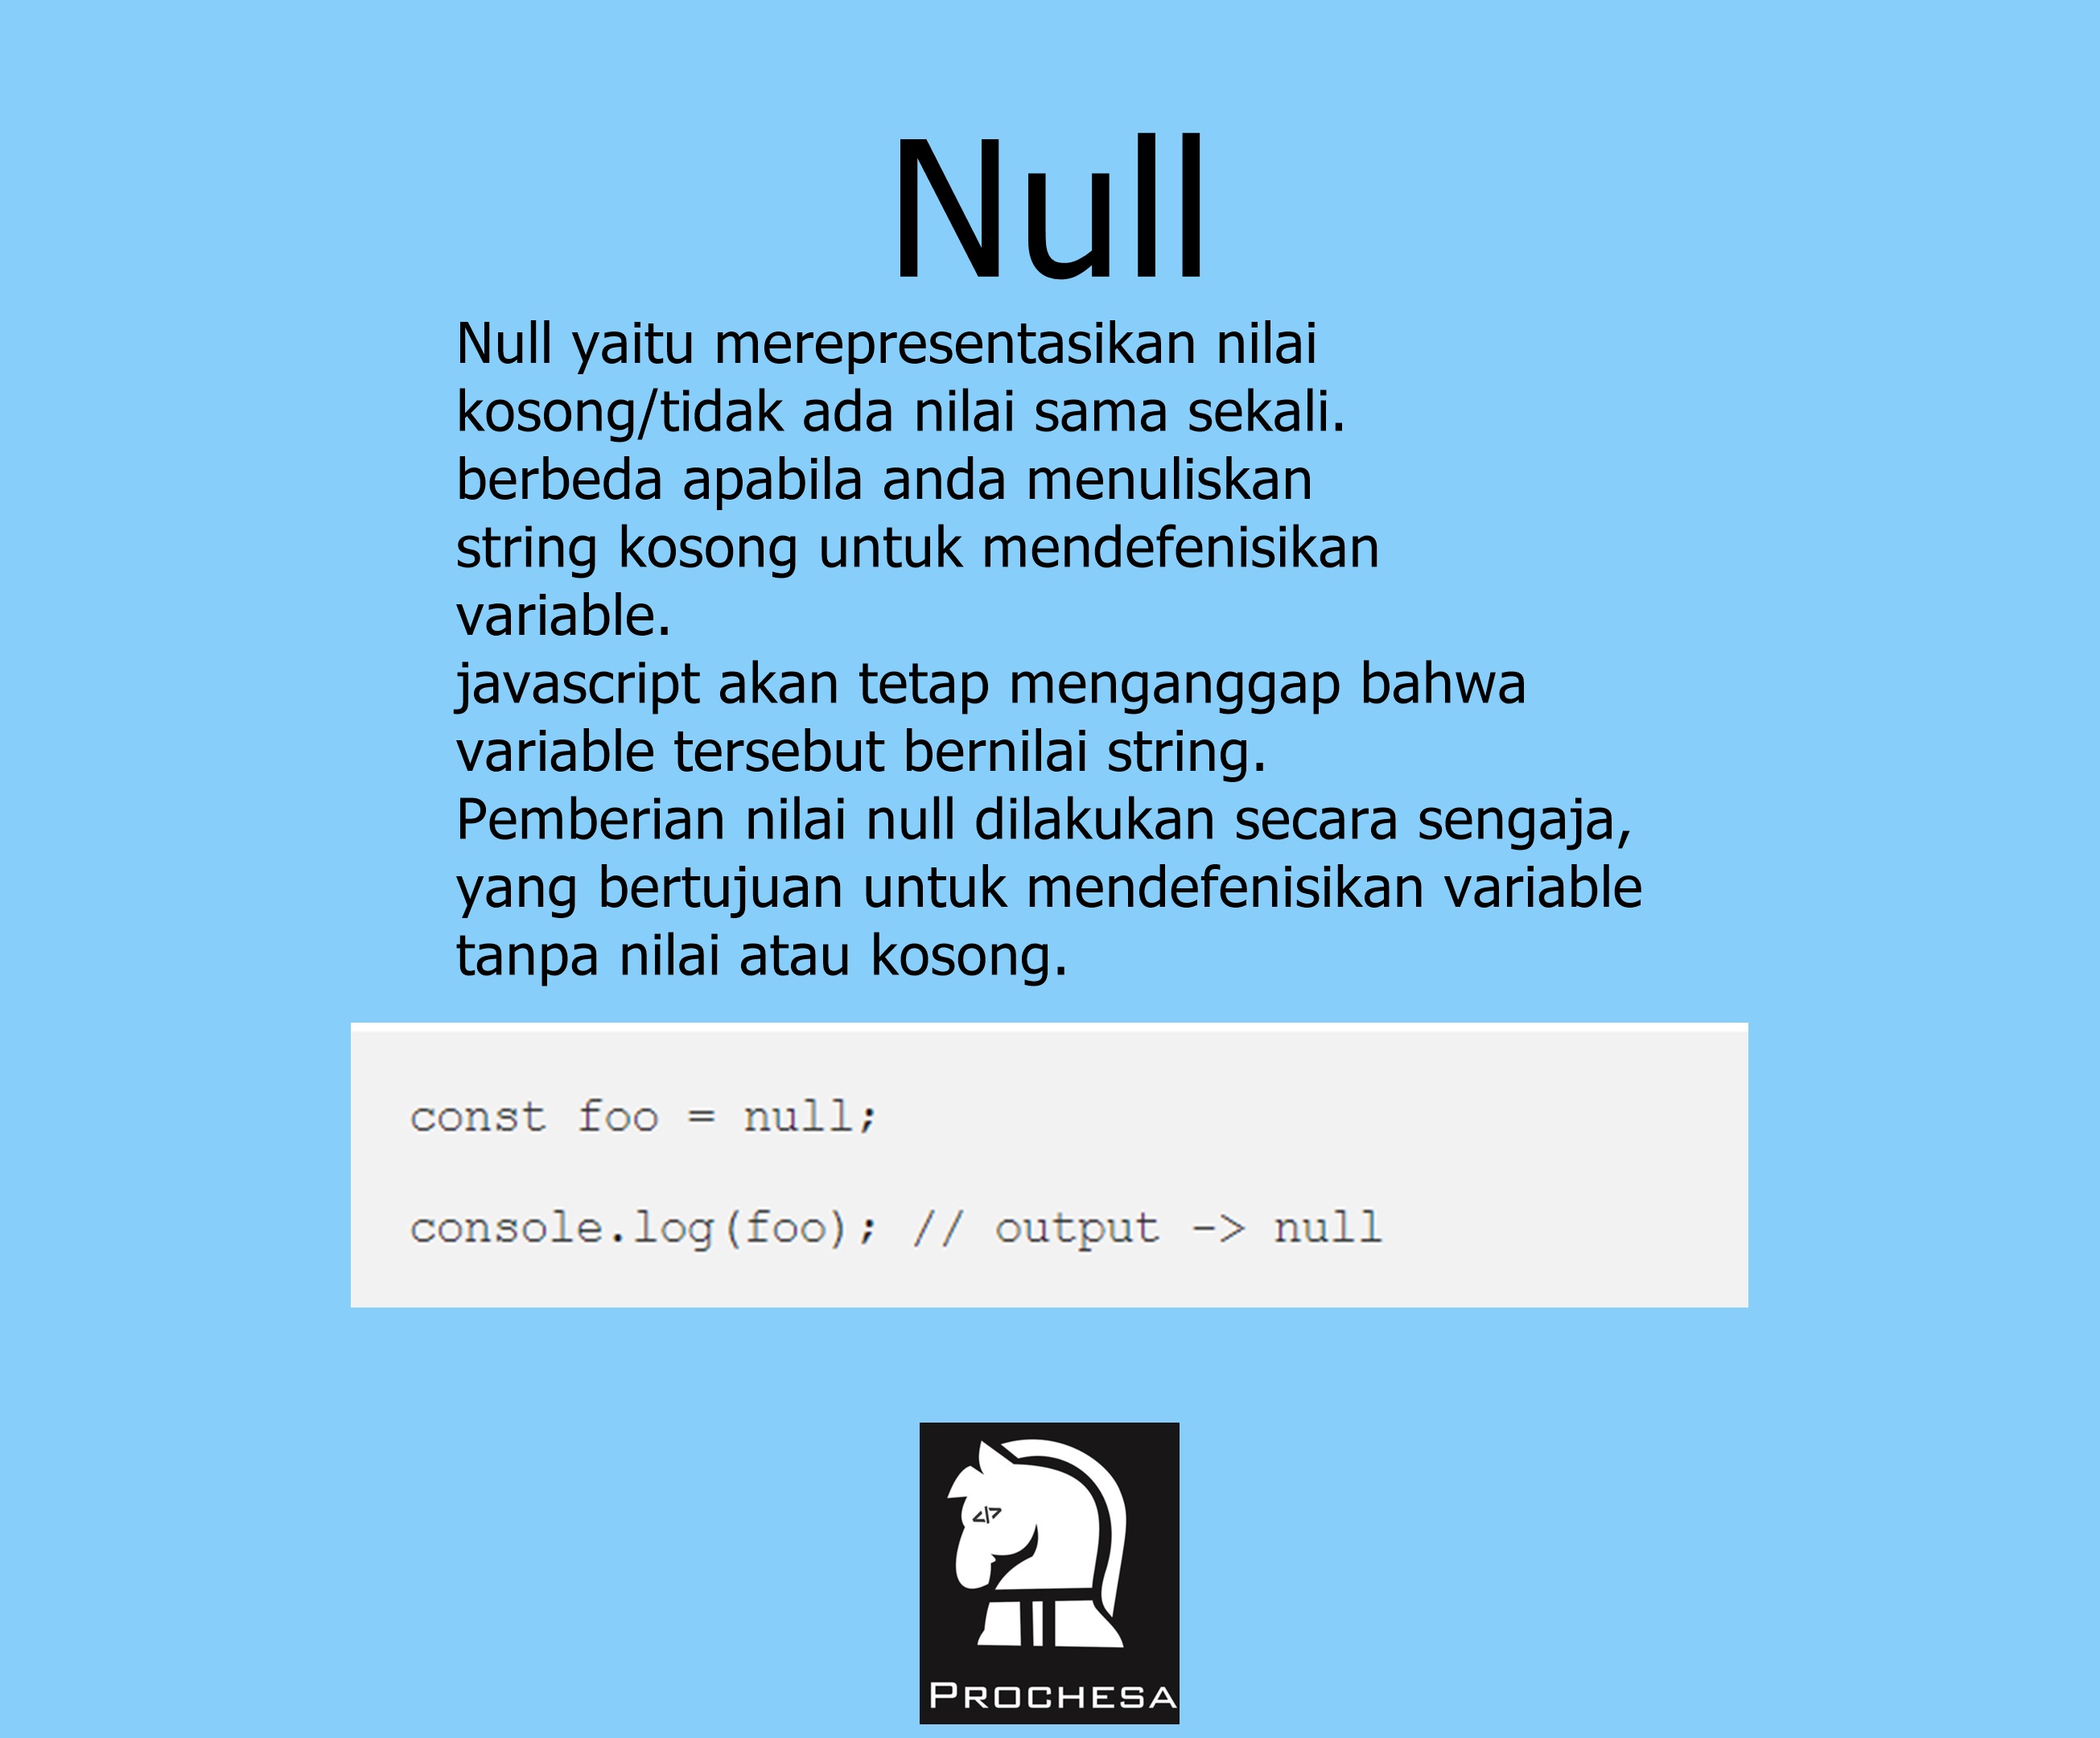 Null
Null yaitu merepresentasikan nilai
kosong/tidak ada nilai sama sekali.
berbeda apabila anda menuliskan
string kosong untuk mendefenisikan
variable.
javascript akan tetap menganggap bahwa
variable tersebut bernilai string.
Pemberian nilai null dilakukan secara sengaja,
yang bertujuan untuk mendefenisikan variable
tanpa nilai atau kosong.
const foo = null;
console.log(foo); // output -> null
</>
PROCHESA